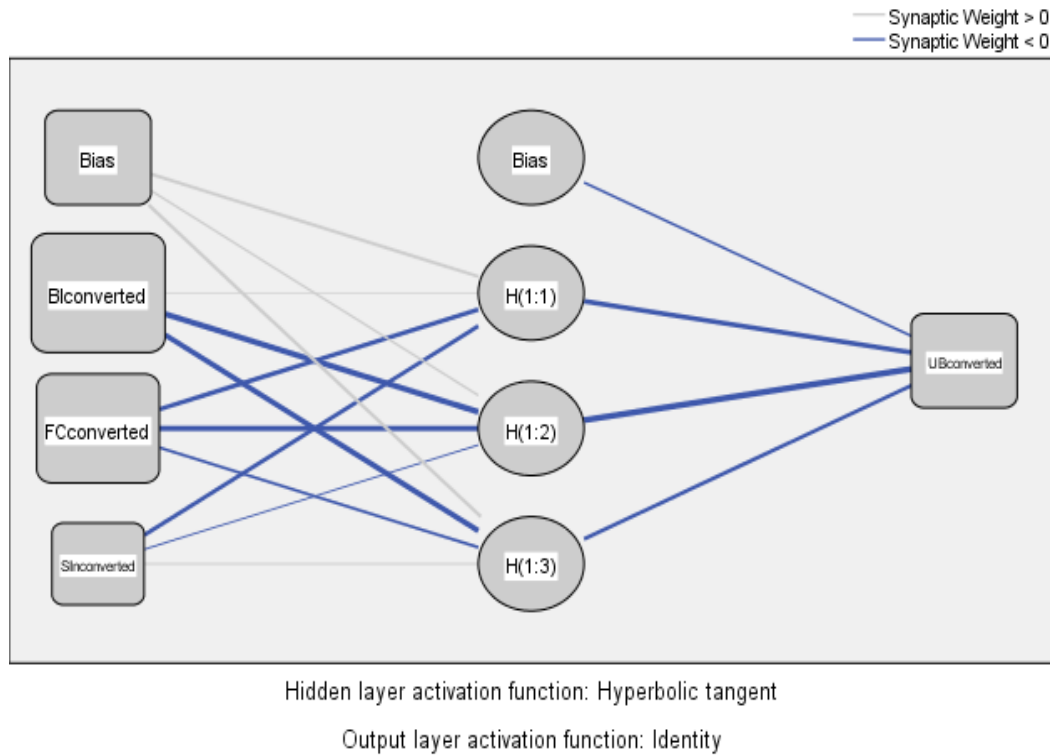 Synaptic Weight > 0
Synaptic Weight < 0
Bias
Bias
BIconverted
H(1:1)
UBconverted
FCconverted
H(1:2)
SInconverted
H(1:3)
Hidden layer activation function: Hyperbolic tangent
Output layer activation function: Identity